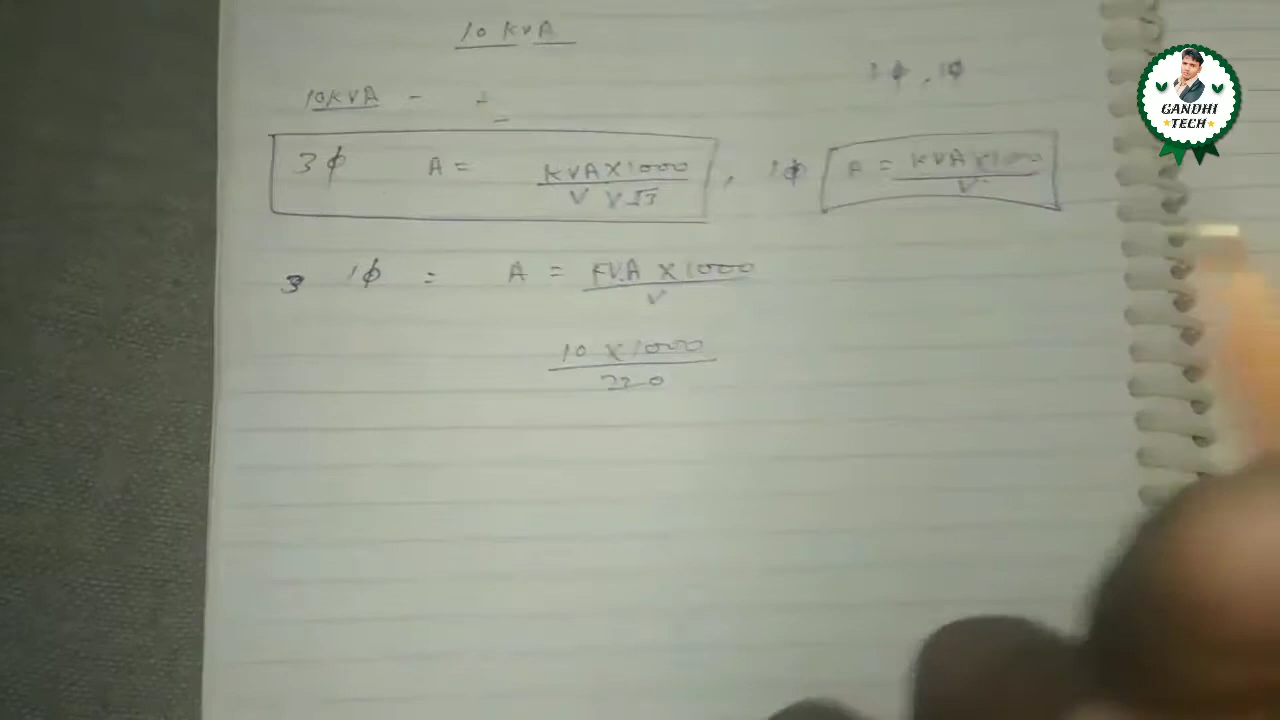 10 KVA
1ϕ, 1ϕ
10KVA -
3ϕ A = KVA×1000 / V V√3 , 1ϕ A = KVA×1000 / V
3 1ϕ = A = KVA × 1000 / V
10 × 1000 / 220
GANDHI
TECH